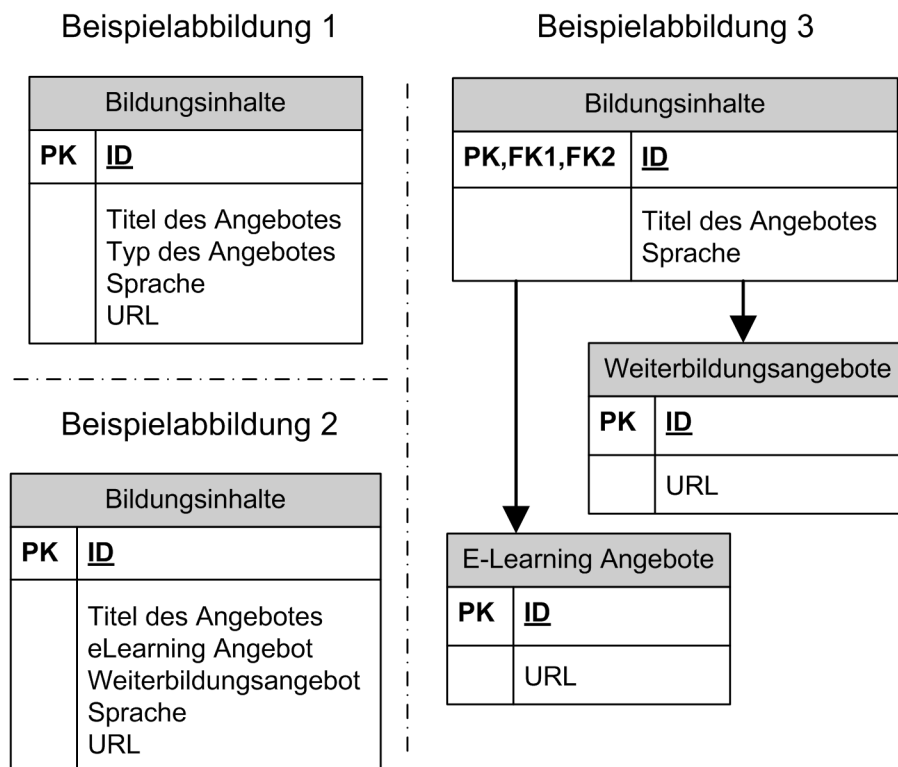 Beispielabbildung 1
Bildungsinhalte
PK ID
Titel des Angebotes
Typ des Angebotes
Sprache
URL
Beispielabbildung 2
Bildungsinhalte
PK ID
Titel des Angebotes
eLearning Angebot
Weiterbildungsangebot
Sprache
URL
Beispielabbildung 3
Bildungsinhalte
PK,FK1,FK2 ID
Titel des Angebotes
Sprache
Weiterbildungsangebote
PK ID
URL
E-Learning Angebote
PK ID
URL